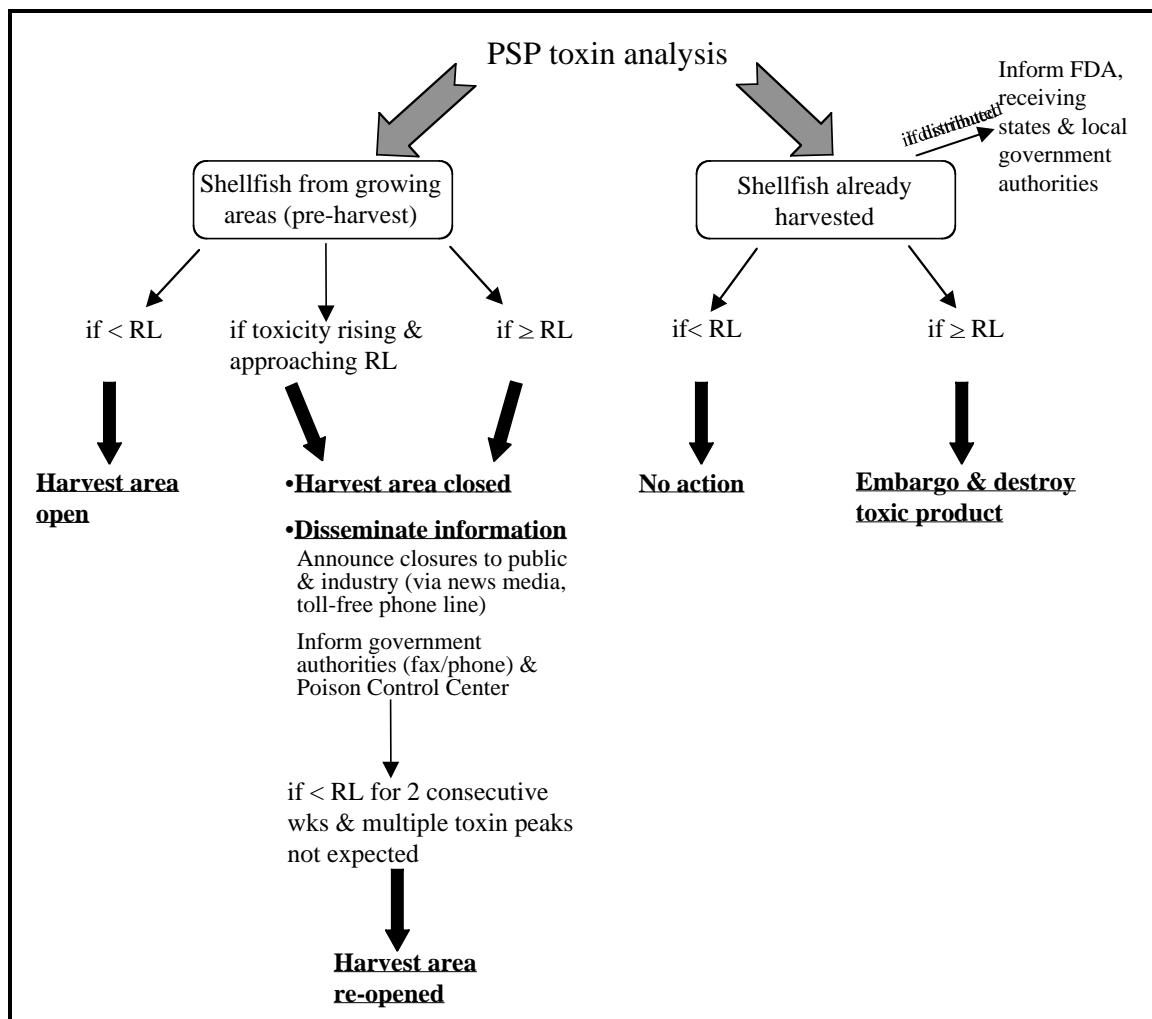 PSP toxin analysis
Inform FDA,
receiving
states & local
government
authorities
if distributed
Shellfish from growing
areas (pre-harvest)
Shellfish already
harvested
if < RL
if toxicity rising &
approaching RL
if ≥ RL
if< RL
if ≥ RL
Harvest area
open
•Harvest area closed
•Disseminate information
Announce closures to public
& industry (via news media,
toll-free phone line)
Inform government
authorities (fax/phone) &
Poison Control Center
if < RL for 2 consecutive
wks & multiple toxin peaks
not expected
Harvest area
re-opened
No action
Embargo & destroy
toxic product